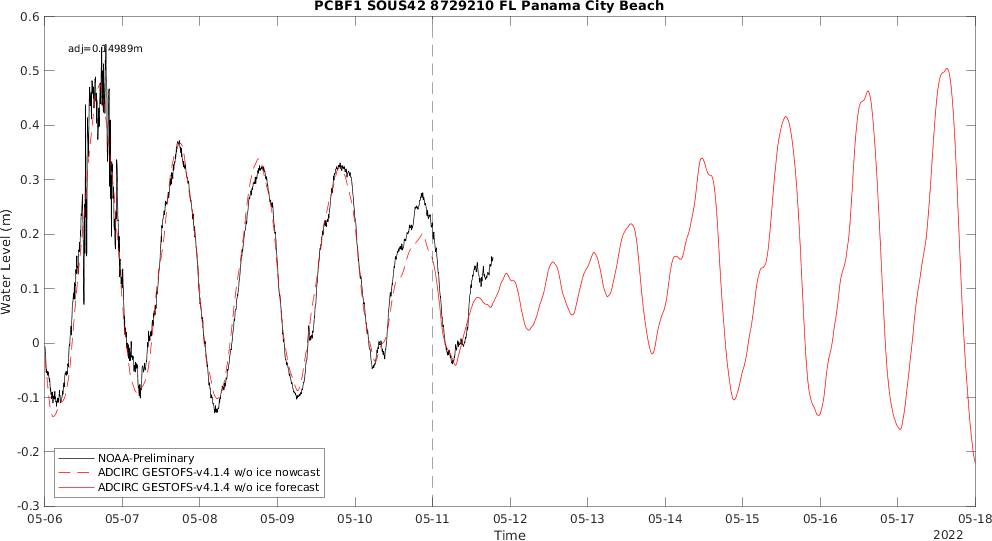 PCBF1 SOUS42 8729210 FL Panama City Beach
adj=0.14989m
Water Level (m)
0.6
0.5
0.4
0.3
0.2
0.1
0
-0.1
-0.2
-0.3
NOAA-Preliminary
ADCIRC GESTOFS-v4.1.4 w/o ice nowcast
ADCIRC GESTOFS-v4.1.4 w/o ice forecast
05-06 05-07 05-08 05-09 05-10 05-11 05-12 05-13 05-14 05-15 05-16 05-17 05-18
Time
2022